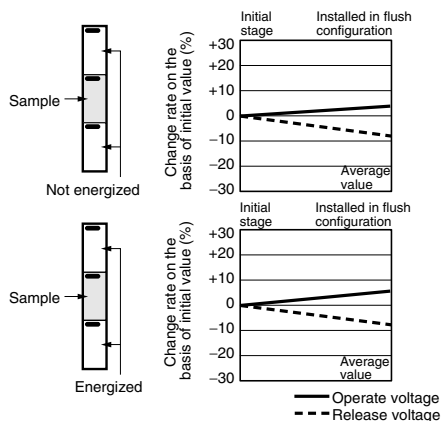 Sample
Not energized
Change rate on the
basis of initial value (%)
Initial
stage
Installed in flush
configuration
+30
+20
+10
0
−10
−20
−30
Average
value
Sample
Energized
Change rate on the
basis of initial value (%)
Initial
stage
Installed in flush
configuration
+30
+20
+10
0
−10
−20
−30
Average
value
Operate voltage
Release voltage